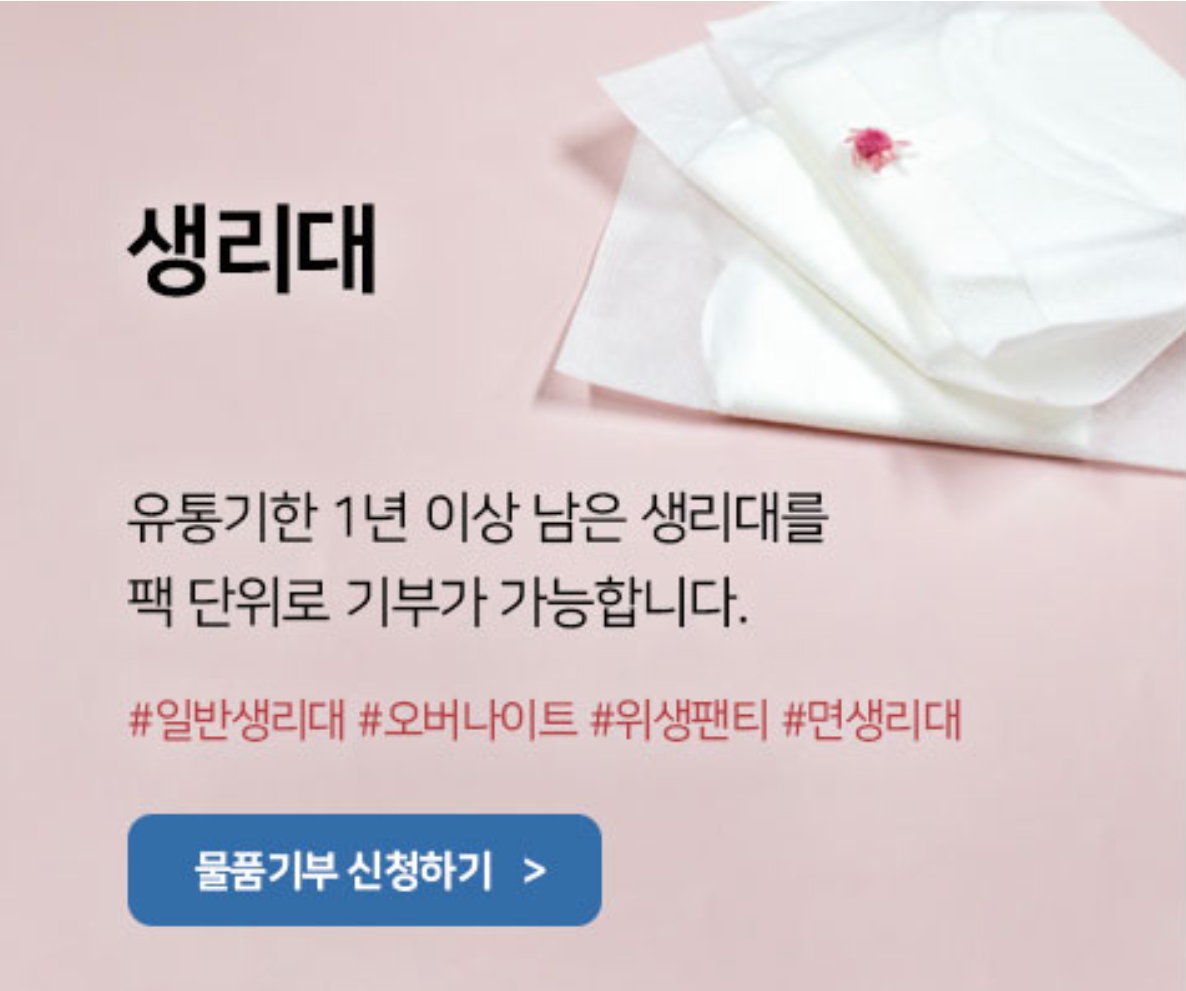 생리대
유통기한 1년 이상 남은 생리대를
팩 단위로 기부가 가능합니다.
#일반생리대 #오버나이트 #위생팬티 #면생리대
물품기부 신청하기 >